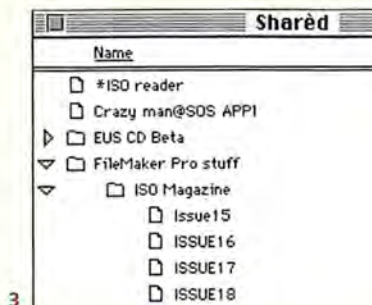 Sharèd
Name
*ISO reader
Crazy man@SOS APP1
EUS CD Beta
FileMaker Pro stuff
ISO Magazine
Issue15
ISSUE16
ISSUE17
ISSUE18
3